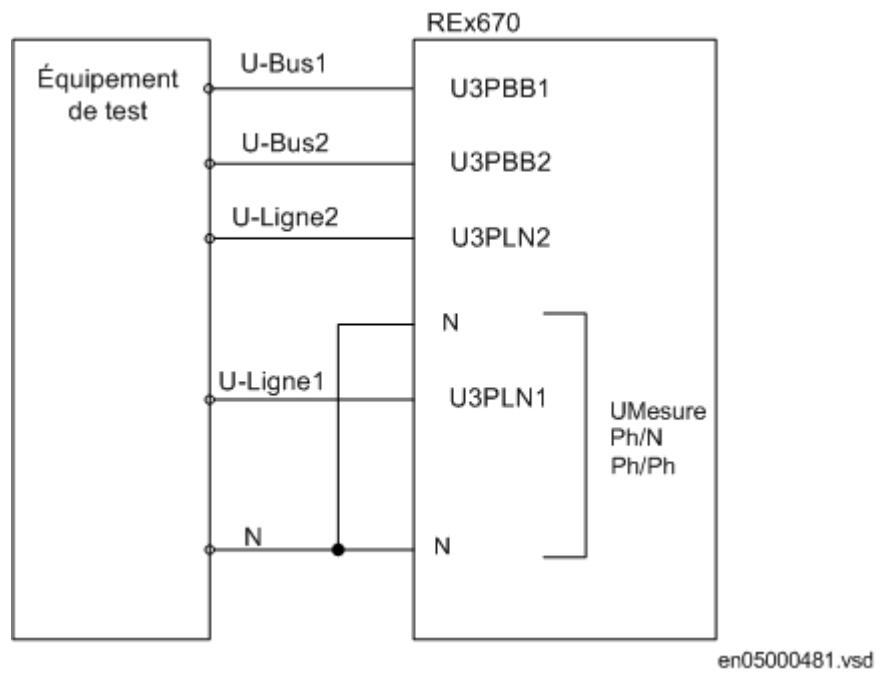 REx670
Équipement
de test
U-Bus1
U3PBB1
U-Bus2
U3PBB2
U-Ligne2
U3PLN2
N
U-Ligne1
U3PLN1
UMesure
Ph/N
Ph/Ph
N
N
en05000481.vsd